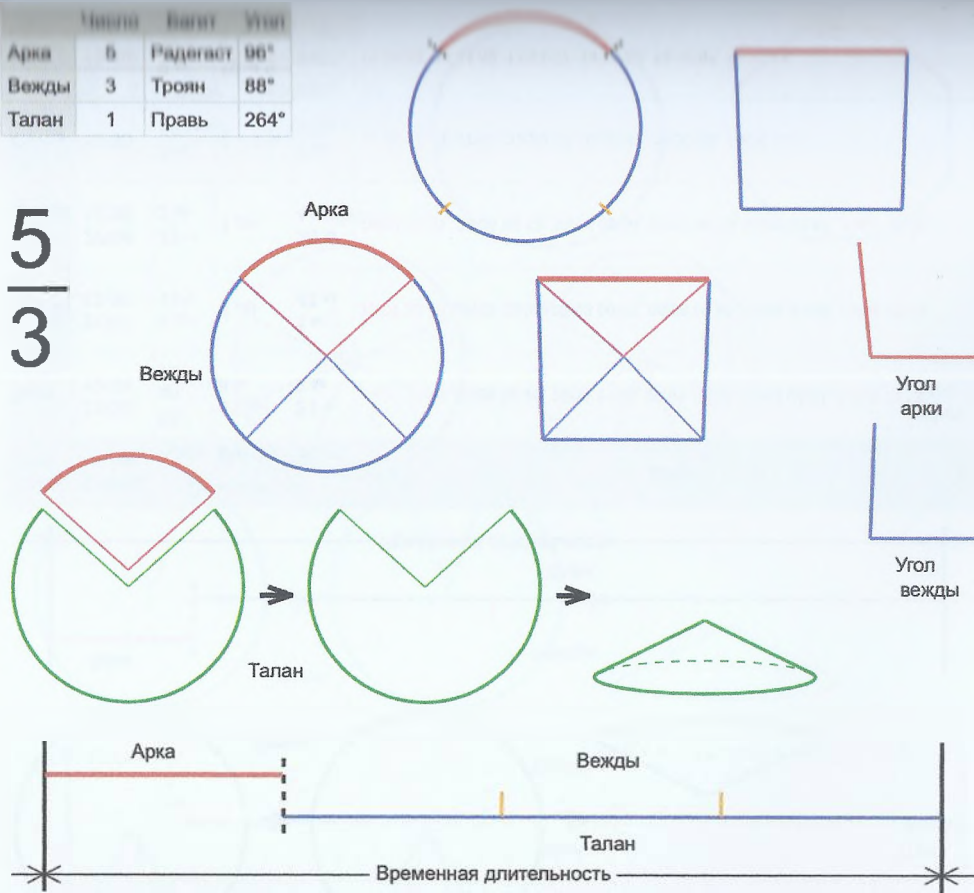 Число Вагит Угол
Арка 5 Радегаст 96°
Вежды 3 Троян 88°
Талан 1 Правь 264°
5
3
Арка
Вежды
Угол
арки
Угол
вежды
Талан
Арка
Вежды
Талан
Временная длительность